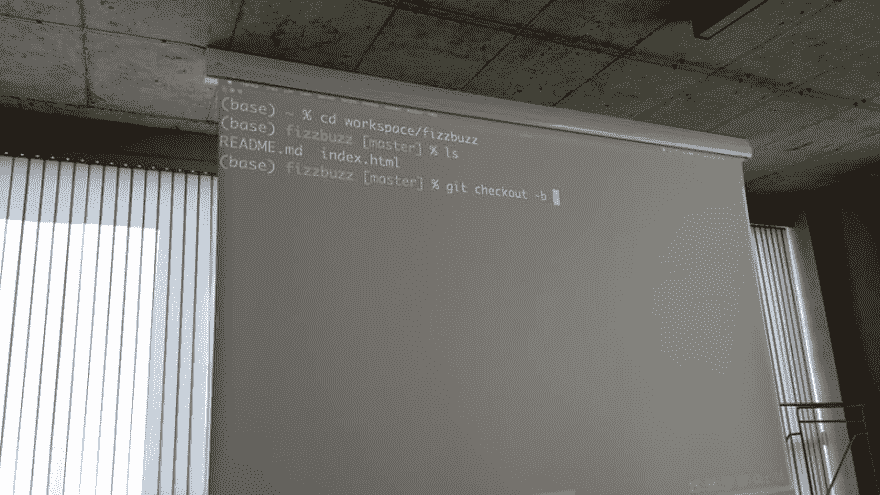 (base) ~ % cd workspace/fizzbuzz
(base) fizzbuzz [master] % ls
README.md  index.html
(base) fizzbuzz [master] % git checkout -b